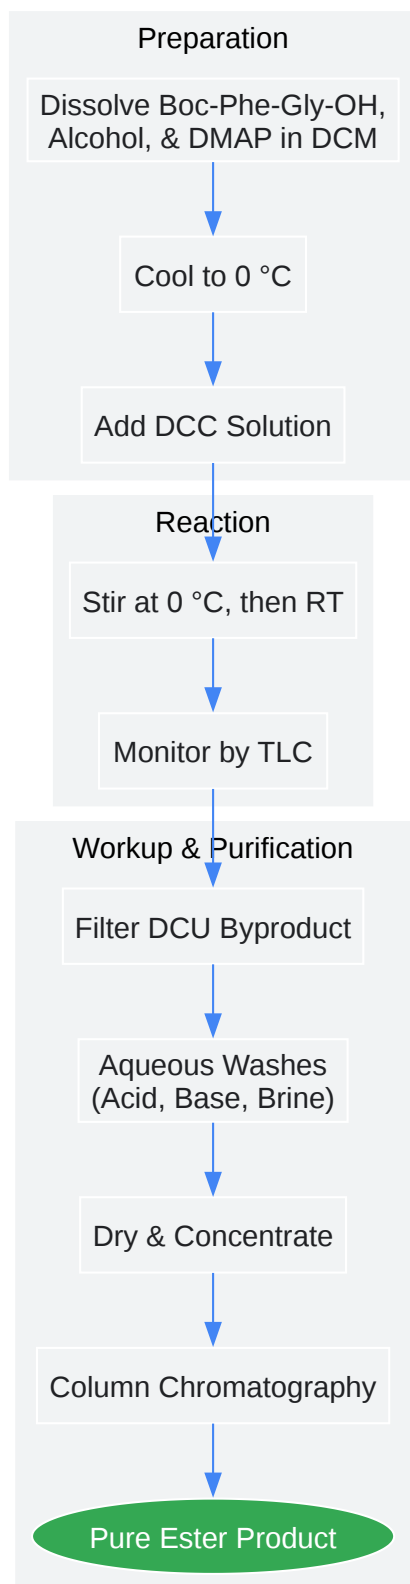 Preparation
Dissolve Boc-Phe-Gly-OH,
Alcohol, & DMAP in DCM
Cool to 0 °C
Add DCC Solution
Reaction
Stir at 0 °C, then RT
Monitor by TLC
Workup & Purification
Filter DCU Byproduct
Aqueous Washes
(Acid, Base, Brine)
Dry & Concentrate
Column Chromatography
Pure Ester Product